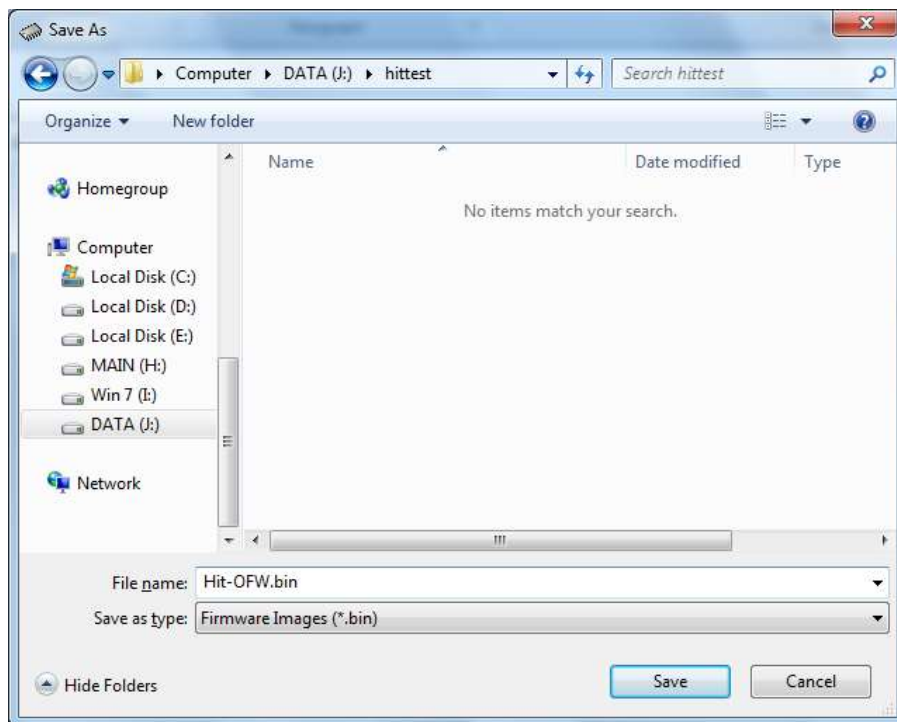 Save As
Computer ▸ DATA (J:) ▸ hittest
Search hittest
Organize
New folder
Name
Date modified
Type
No items match your search.
Homegroup
Computer
Local Disk (C:)
Local Disk (D:)
Local Disk (E:)
MAIN (H:)
Win 7 (I:)
DATA (J:)
Network
File name: Hit-OFW.bin
Save as type: Firmware Images (*.bin)
Hide Folders
Save
Cancel